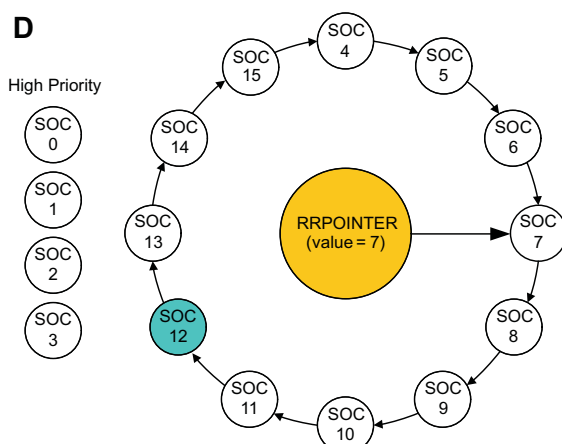 D
High Priority
SOC
0
SOC
1
SOC
2
SOC
3
SOC
4
SOC
5
SOC
6
SOC
7
SOC
8
SOC
9
SOC
10
SOC
11
SOC
12
SOC
13
SOC
14
SOC
15
RRPOINTER
(value = 7)